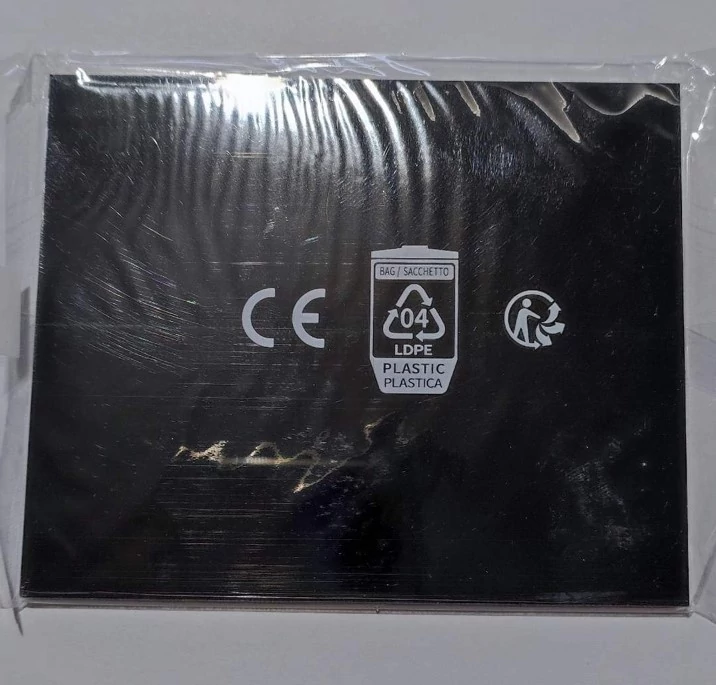 CE
BAG / SACCHETTO
04
LDPE
PLASTIC
PLASTICA